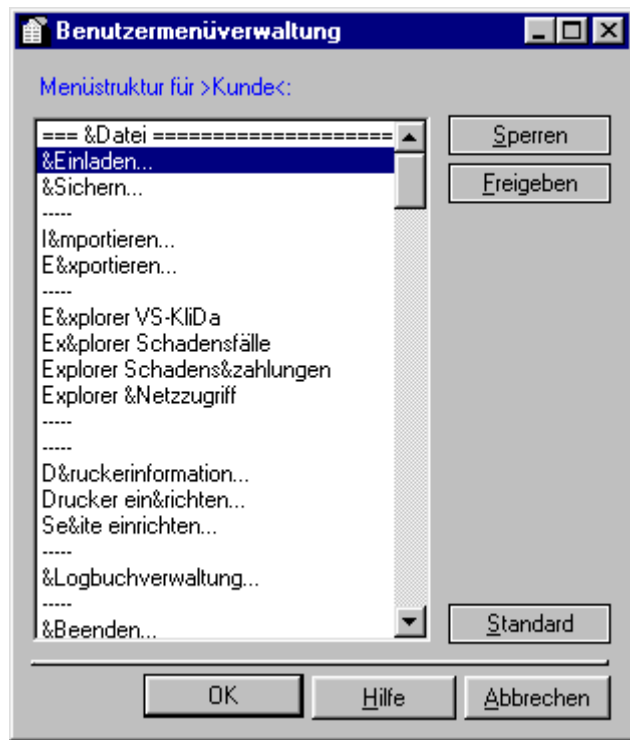 Benutzermenüverwaltung
Menüstruktur für >Kunde<:
=== &Datei ====================
&Einladen...
&Sichern...
-----
I&mportieren...
E&xportieren...
-----
E&xplorer VS-KliDa
Ex&plorer Schadensfälle
Explorer Schadens&zahlungen
Explorer &Netzzugriff
-----
-----
D&ruckerinformation...
Drucker ein&richten...
Se&ite einrichten...
-----
&Logbuchverwaltung...
-----
&Beenden...
Sperren
Freigeben
Standard
OK
Hilfe
Abbrechen